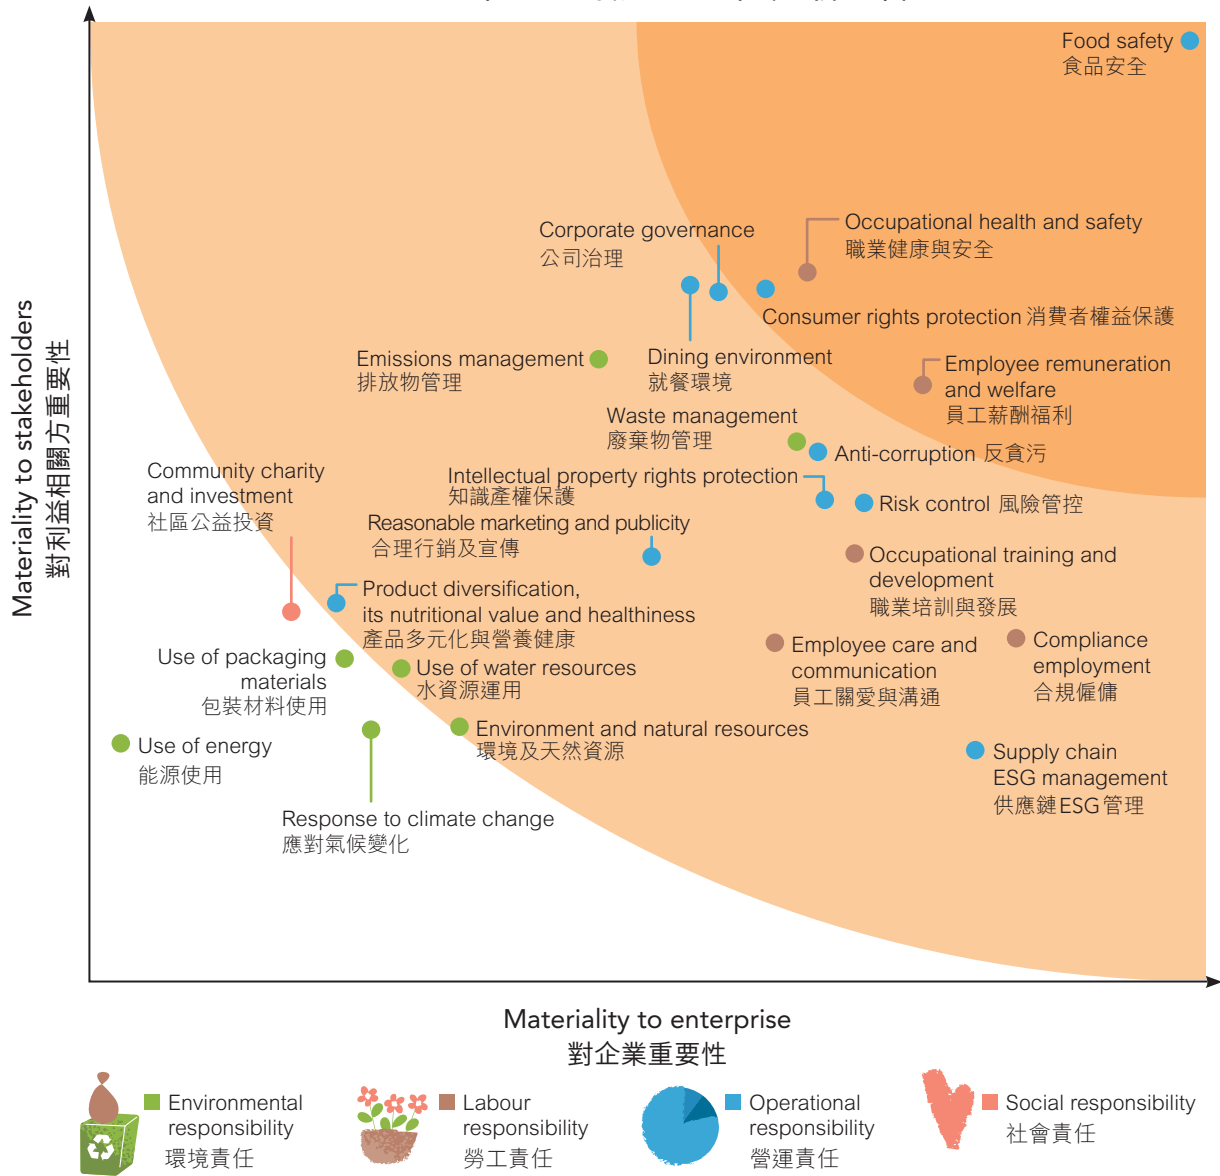 Food safety
食品安全
Occupational health and safety
職業健康與安全
Corporate governance
公司治理
Consumer rights protection 消費者權益保護
Emissions management
排放物管理
Dining environment
就餐環境
Employee remuneration
and welfare
員工薪酬福利
Waste management
廢棄物管理
Anti-corruption 反貪污
Community charity
and investment
社區公益投資
Intellectual property rights protection
知識產權保護
Risk control 風險管控
Reasonable marketing and publicity
合理行銷及宣傳
Occupational training and
development
職業培訓與發展
Product diversification,
its nutritional value and healthiness
產品多元化與營養健康
Employee care and
communication
員工關愛與溝通
Compliance
employment
合規僱傭
Use of packaging
materials
包裝材料使用
Use of water resources
水資源運用
Environment and natural resources
環境及天然資源
Use of energy
能源使用
Supply chain
ESG management
供應鏈ESG管理
Response to climate change
應對氣候變化
Materiality to stakeholders
對利益相關方重要性
Materiality to enterprise
對企業重要性
Environmental
responsibility
環境責任
Labour
responsibility
勞工責任
Operational
responsibility
營運責任
Social responsibility
社會責任